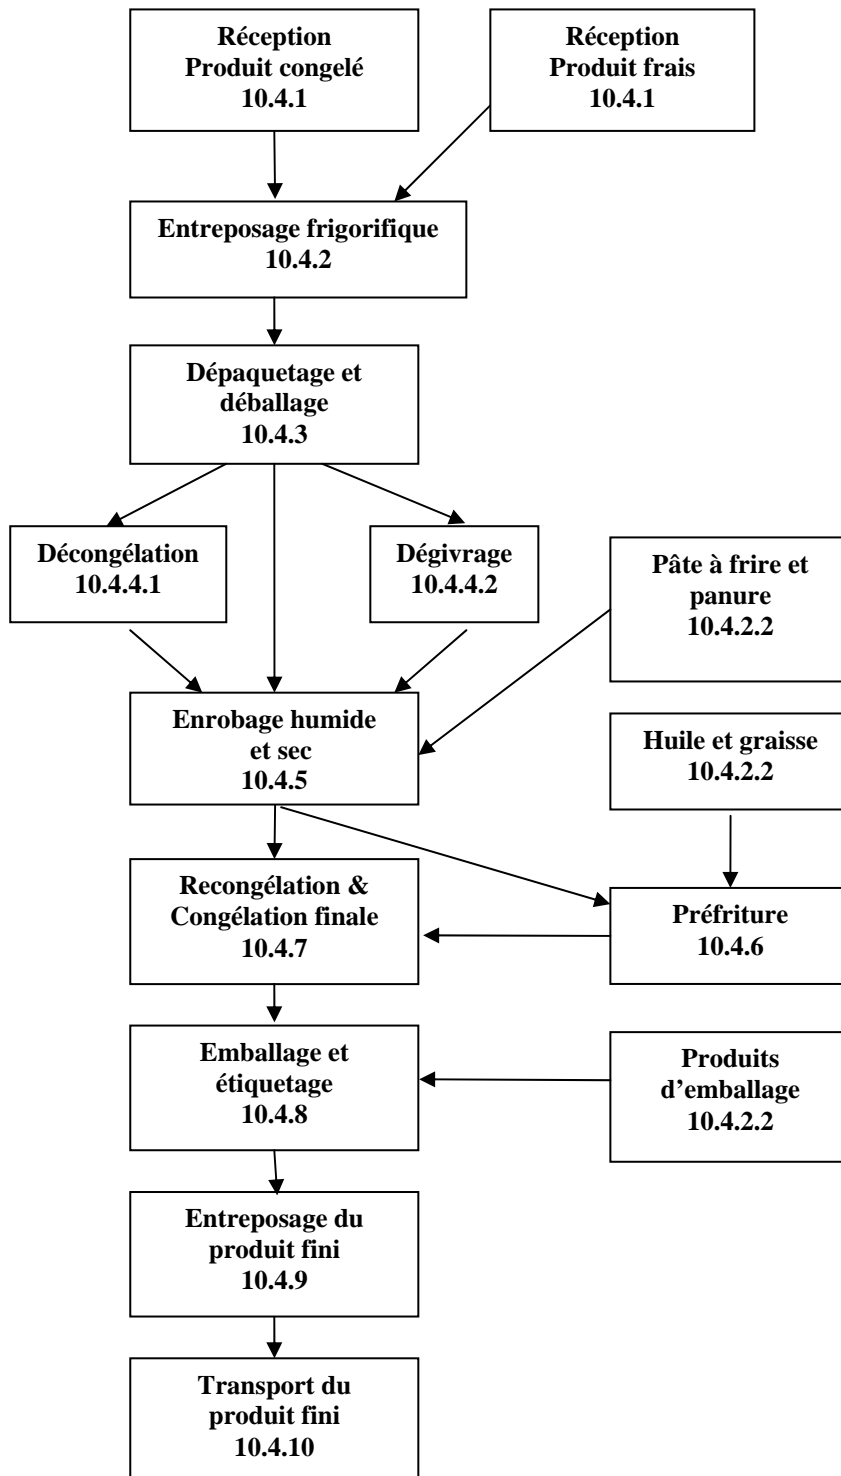 Réception
Produit congelé
10.4.1
Réception
Produit frais
10.4.1
Entreposage frigorifique
10.4.2
Dépaquetage et
déballage
10.4.3
Décongélation
10.4.4.1
Dégivrage
10.4.4.2
Pâte à frire et
panure
10.4.2.2
Enrobage humide
et sec
10.4.5
Huile et graisse
10.4.2.2
Recongélation &
Congélation finale
10.4.7
Préfriture
10.4.6
Emballage et
étiquetage
10.4.8
Produits
d’emballage
10.4.2.2
Entreposage du
produit fini
10.4.9
Transport du
produit fini
10.4.10